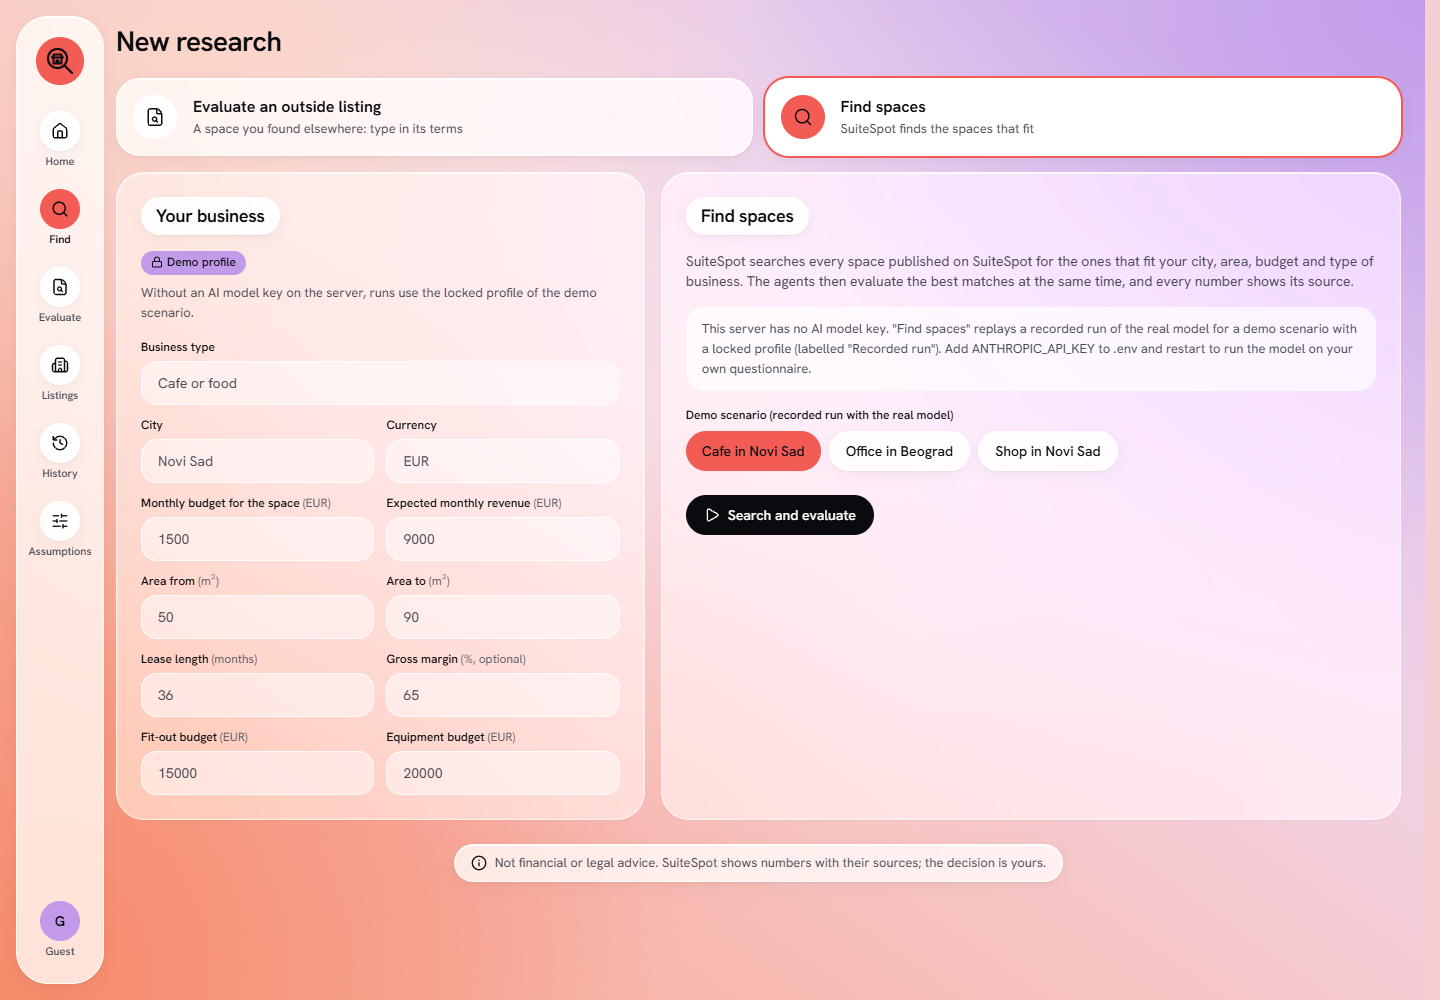 New research
Home
Find
Evaluate
Listings
History
Assumptions
G
Guest
Evaluate an outside listing
A space you found elsewhere: type in its terms
Find spaces
SuiteSpot finds the spaces that fit
Your business
Demo profile
Without an AI model key on the server, runs use the locked profile of the demo
scenario.
Business type
Cafe or food
City
Currency
Novi Sad
EUR
Monthly budget for the space (EUR)
Expected monthly revenue (EUR)
1500
9000
Area from (m²)
Area to (m²)
50
90
Lease length (months)
Gross margin (%, optional)
36
65
Fit-out budget (EUR)
Equipment budget (EUR)
15000
20000
Find spaces
SuiteSpot searches every space published on SuiteSpot for the ones that fit your city, area, budget and type of
business. The agents then evaluate the best matches at the same time, and every number shows its source.
This server has no AI model key. "Find spaces" replays a recorded run of the real model for a demo scenario with
a locked profile (labelled "Recorded run"). Add ANTHROPIC_API_KEY to .env and restart to run the model on your
own questionnaire.
Demo scenario (recorded run with the real model)
Cafe in Novi Sad
Office in Beograd
Shop in Novi Sad
Search and evaluate
Not financial or legal advice. SuiteSpot shows numbers with their sources; the decision is yours.